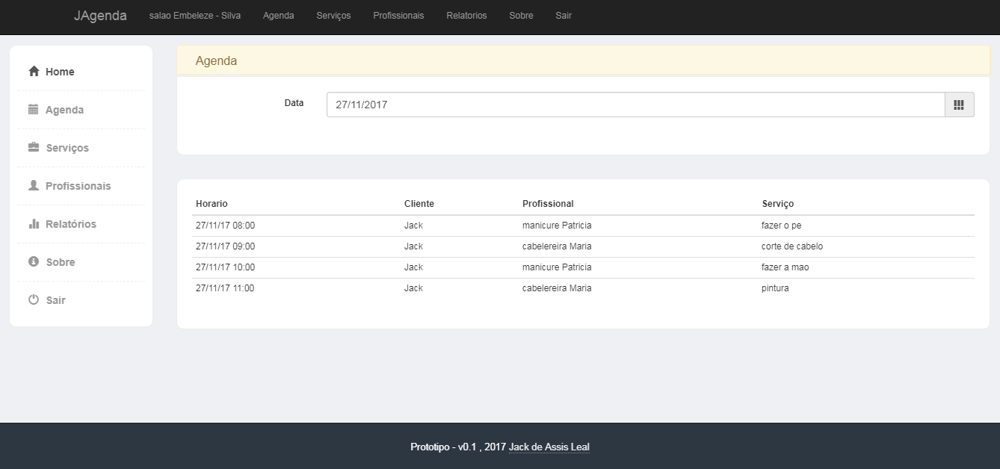 JAgenda salao Embeleze - Silva Agenda Serviços Profissionais Relatorios Sobre Sair
Home
Agenda
Serviços
Profissionais
Relatórios
Sobre
Sair
Agenda
Data 27/11/2017
Horario Cliente Profissional Serviço
27/11/17 08:00 Jack manicure Patricia fazer o pe
27/11/17 09:00 Jack cabelereira Maria corte de cabelo
27/11/17 10:00 Jack manicure Patricia fazer a mao
27/11/17 11:00 Jack cabelereira Maria pintura
Prototipo - v0.1 , 2017 Jack de Assis Leal